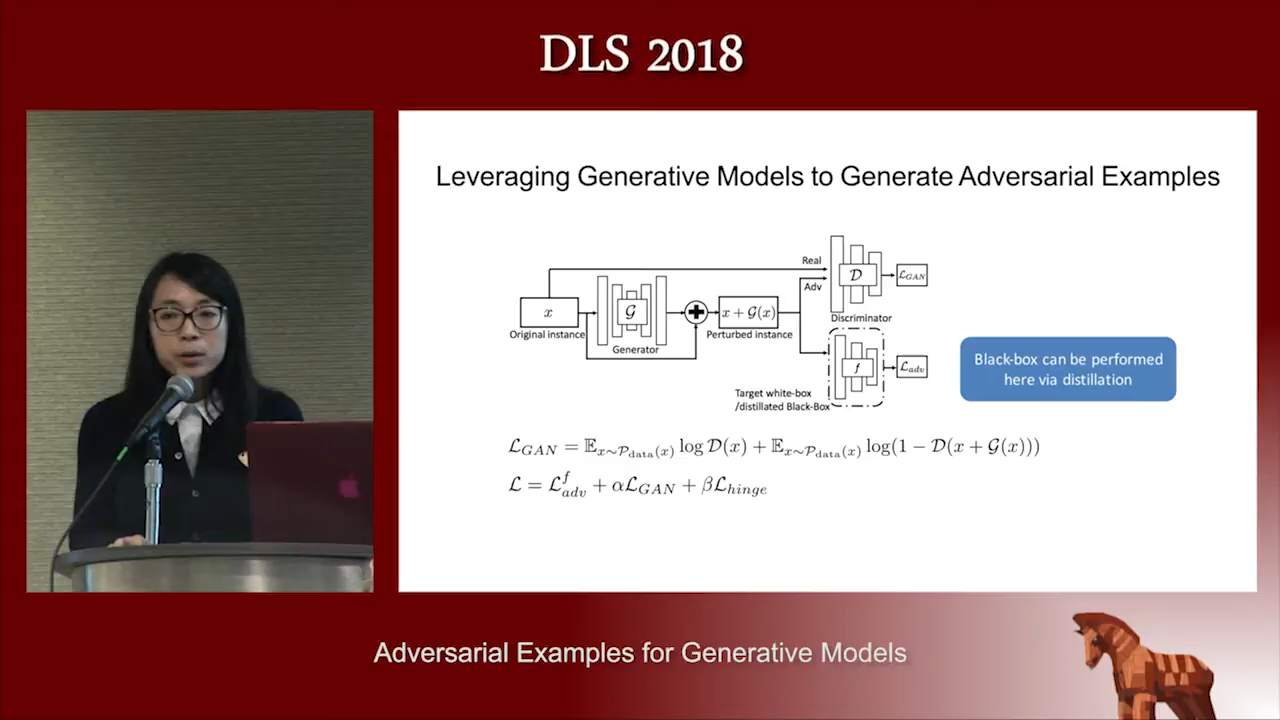 DLS 2018
Leveraging Generative Models to Generate Adversarial Examples
Real
Adv
x
Original instance
G
Generator
x + G(x)
Perturbed instance
D
Discriminator
L_GAN
f
L_adv
Target white-box
/distillated Black-Box
Black-box can be performed
here via distillation
ℒ_GAN = 𝔼_{x∼𝒫_data(x)} log 𝒟(x) + 𝔼_{x∼𝒫_data(x)} log(1 − 𝒟(x + 𝒢(x)))
ℒ = ℒ^f_adv + αℒ_GAN + βℒ_hinge
Adversarial Examples for Generative Models